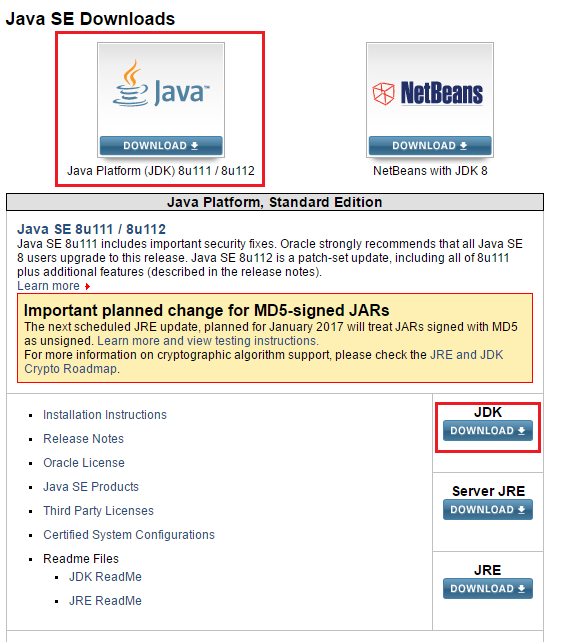 Java SE Downloads
Java™
NetBeans
DOWNLOAD
DOWNLOAD
Java Platform (JDK) 8u111 / 8u112
NetBeans with JDK 8
Java Platform, Standard Edition
Java SE 8u111 / 8u112
Java SE 8u111 includes important security fixes. Oracle strongly recommends that all Java SE
8 users upgrade to this release. Java SE 8u112 is a patch-set update, including all of 8u111
plus additional features (described in the release notes).
Learn more
Important planned change for MD5-signed JARs
The next scheduled JRE update, planned for January 2017 will treat JARs signed with MD5
as unsigned. Learn more and view testing instructions.
For more information on cryptographic algorithm support, please check the JRE and JDK
Crypto Roadmap.
Installation Instructions
Release Notes
Oracle License
Java SE Products
Third Party Licenses
Certified System Configurations
Readme Files
JDK ReadMe
JRE ReadMe
JDK
DOWNLOAD
Server JRE
DOWNLOAD
JRE
DOWNLOAD